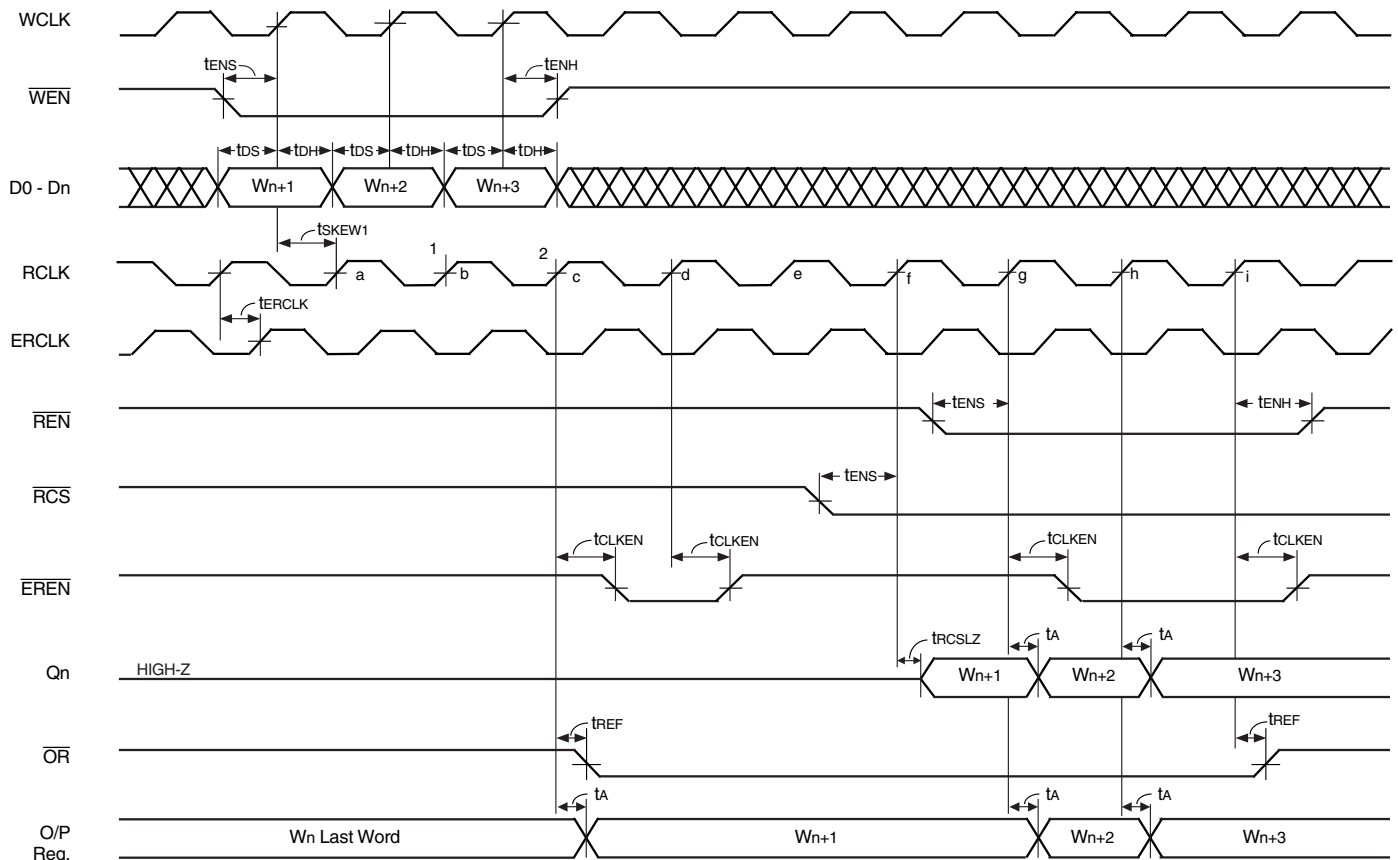 WCLK
tENS
tENH
WEN
tDS tDH tDS tDH tDS tDH
D0 - Dn
Wn+1 Wn+2 Wn+3
tSKEW1
1 2
RCLK
a b c d e f g h i
tERCLK
ERCLK
REN
tENS
tENH
RCS
tENS
tCLKEN tCLKEN tCLKEN tCLKEN
EREN
tRCSLZ tA tA
Qn
HIGH-Z
Wn+1 Wn+2 Wn+3
tREF tREF
OR
tA tA tA
O/P
Reg.
Wn Last Word Wn+1 Wn+2 Wn+3